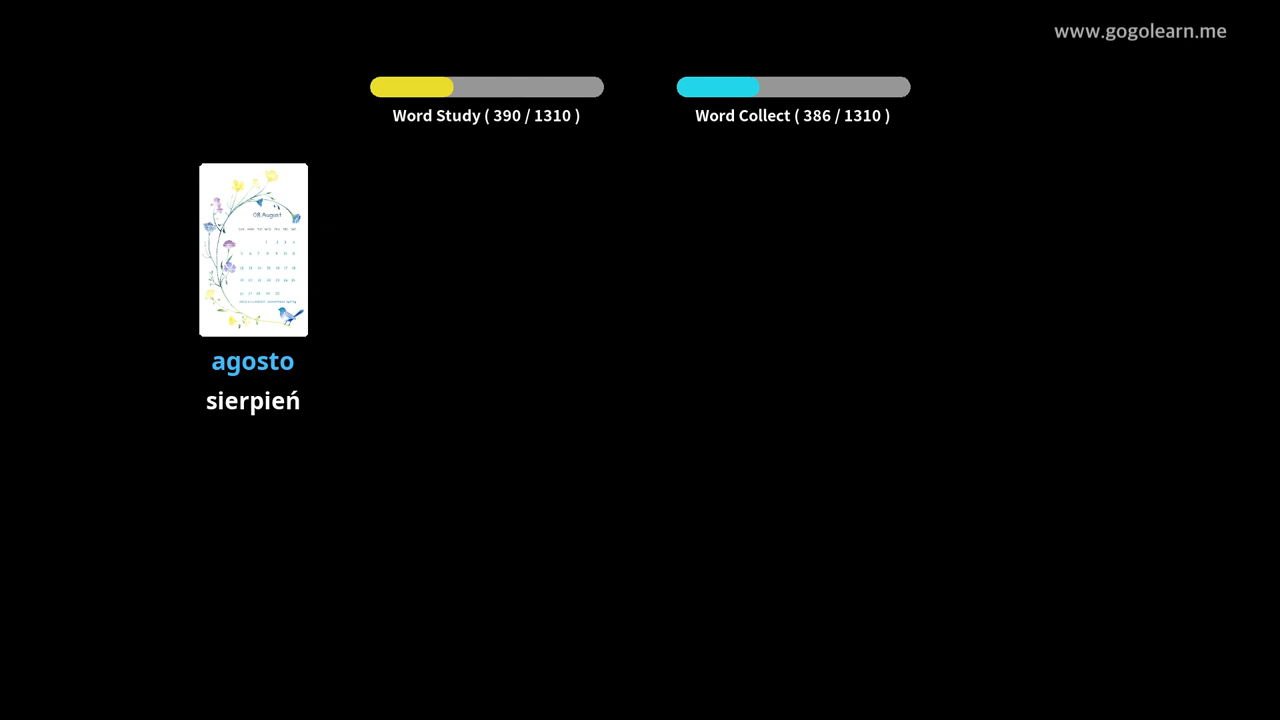 www.gogolearn.me
Word Study ( 390 / 1310 )
Word Collect ( 386 / 1310 )
08 August
agosto
sierpień